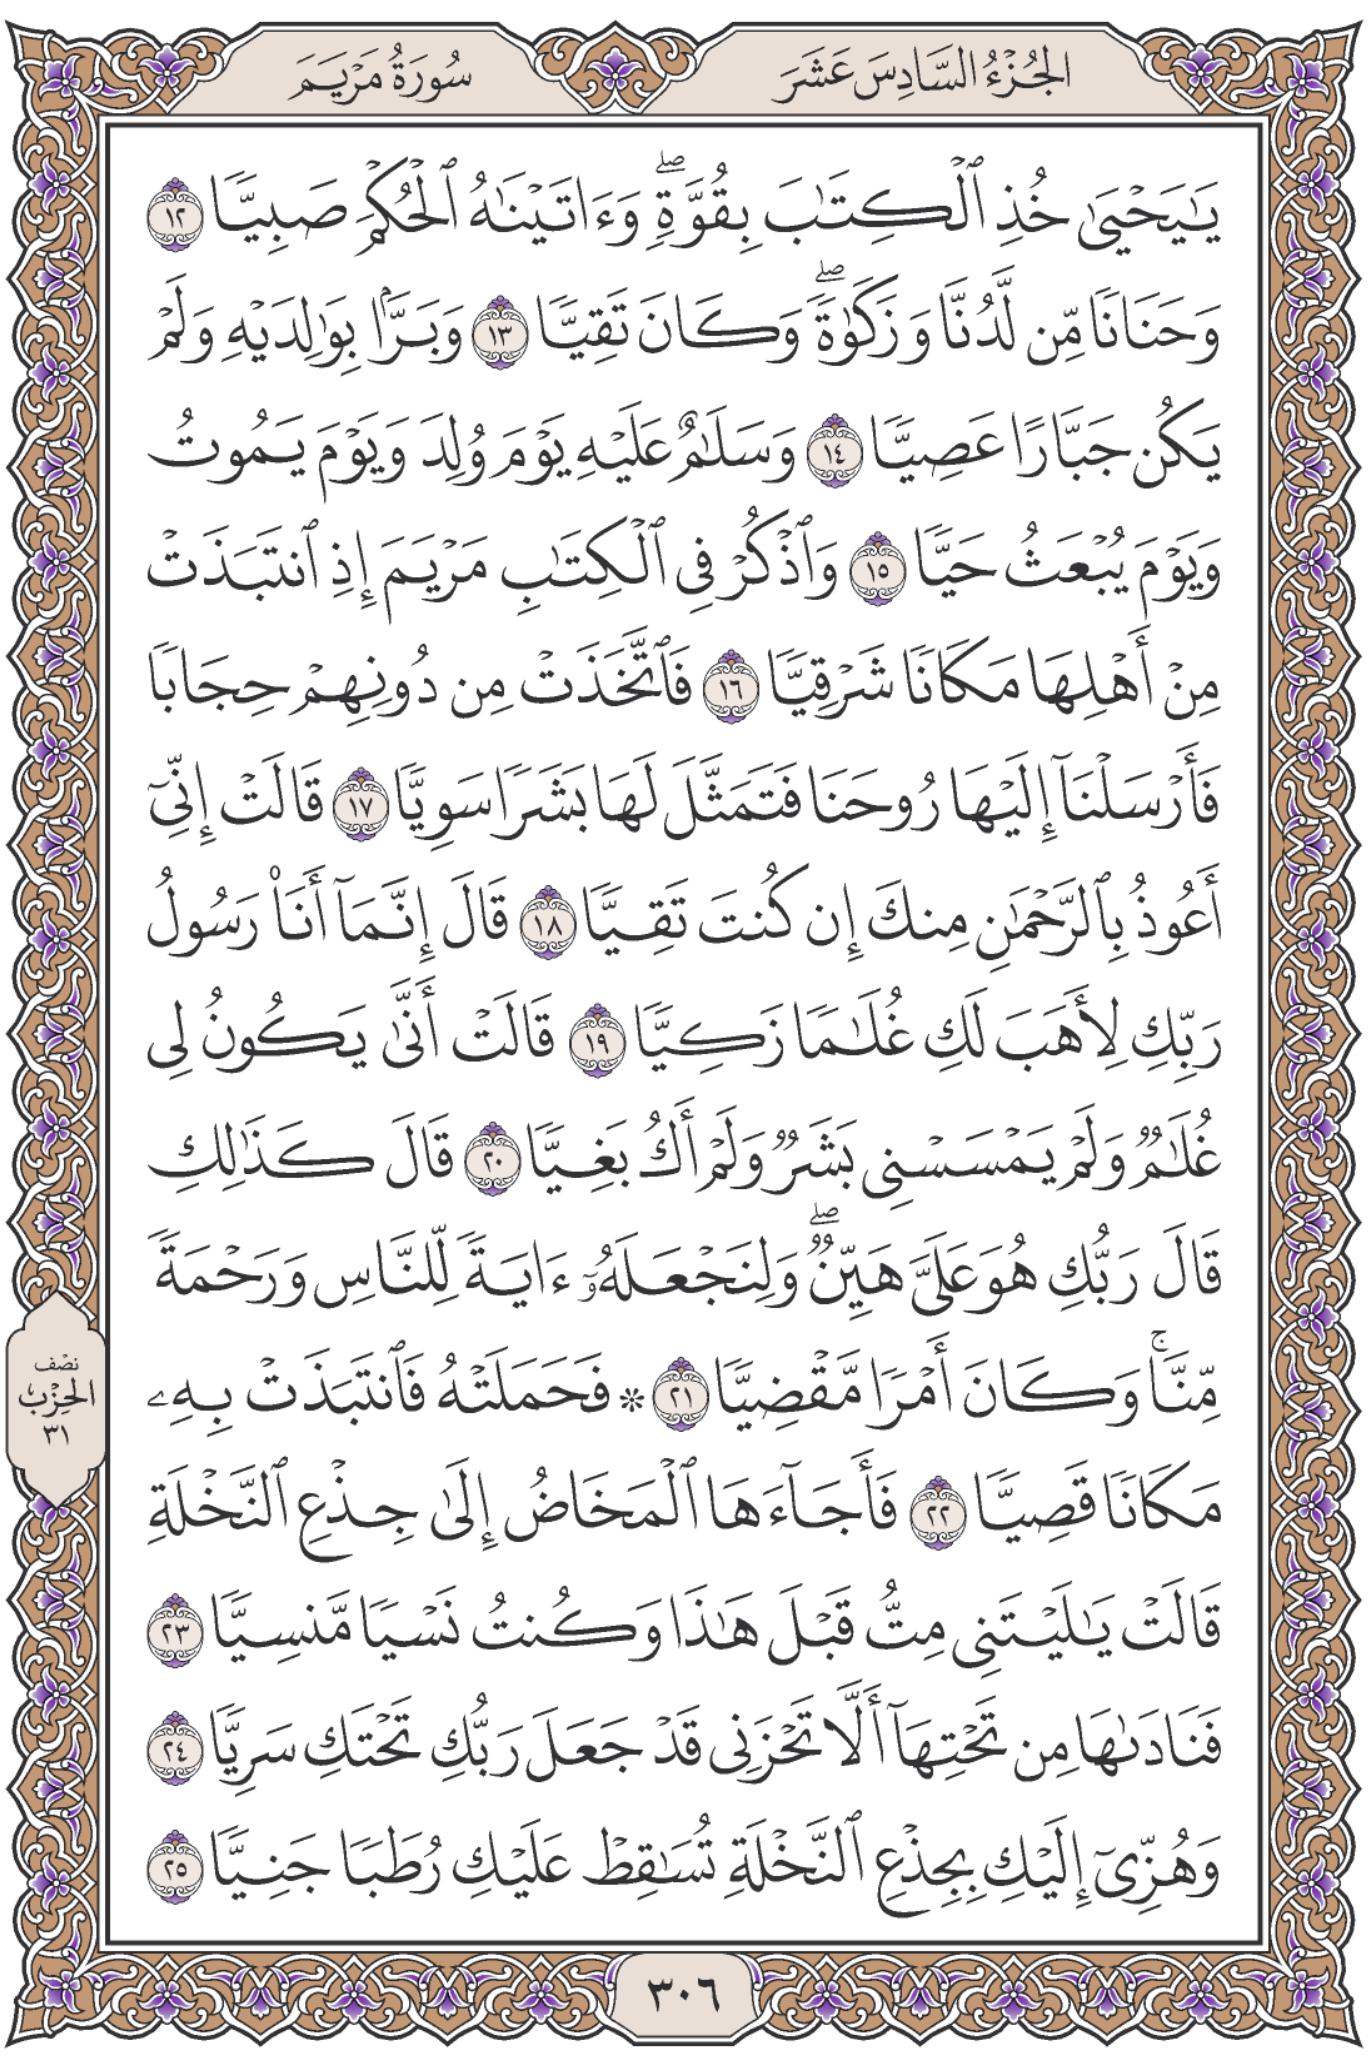 الجُزْءُ السَّادِسَ عَشَرَ
سُورَةُ مَرْيَمَ
يَٰيَحْيَىٰ خُذِ ٱلْكِتَٰبَ بِقُوَّةٍۖ وَءَاتَيْنَٰهُ ٱلْحُكْمَ صَبِيًّا ١٢
وَحَنَانًا مِّن لَّدُنَّا وَزَكَوٰةًۖ وَكَانَ تَقِيًّا ١٣ وَبَرًّۢا بِوَٰلِدَيْهِ وَلَمْ
يَكُن جَبَّارًا عَصِيًّا ١٤ وَسَلَٰمٌ عَلَيْهِ يَوْمَ وُلِدَ وَيَوْمَ يَمُوتُ
وَيَوْمَ يُبْعَثُ حَيًّا ١٥ وَٱذْكُرْ فِى ٱلْكِتَٰبِ مَرْيَمَ إِذِ ٱنتَبَذَتْ
مِنْ أَهْلِهَا مَكَانًا شَرْقِيًّا ١٦ فَٱتَّخَذَتْ مِن دُونِهِمْ حِجَابًا
فَأَرْسَلْنَآ إِلَيْهَا رُوحَنَا فَتَمَثَّلَ لَهَا بَشَرًا سَوِيًّا ١٧ قَالَتْ إِنِّىٓ
أَعُوذُ بِٱلرَّحْمَٰنِ مِنكَ إِن كُنتَ تَقِيًّا ١٨ قَالَ إِنَّمَآ أَنَا۠ رَسُولُ
رَبِّكِ لِأَهَبَ لَكِ غُلَٰمًا زَكِيًّا ١٩ قَالَتْ أَنَّىٰ يَكُونُ لِى
غُلَٰمٌ وَلَمْ يَمْسَسْنِى بَشَرٌ وَلَمْ أَكُ بَغِيًّا ٢٠ قَالَ كَذَٰلِكِ
قَالَ رَبُّكِ هُوَ عَلَىَّ هَيِّنٌۖ وَلِنَجْعَلَهُۥٓ ءَايَةً لِّلنَّاسِ وَرَحْمَةً
مِّنَّاۚ وَكَانَ أَمْرًا مَّقْضِيًّا ٢١ ۞ فَحَمَلَتْهُ فَٱنتَبَذَتْ بِهِۦ
نصْف
الحِزْب
٣١
مَكَانًا قَصِيًّا ٢٢ فَأَجَآءَهَا ٱلْمَخَاضُ إِلَىٰ جِذْعِ ٱلنَّخْلَةِ
قَالَتْ يَٰلَيْتَنِى مِتُّ قَبْلَ هَٰذَا وَكُنتُ نَسْيًا مَّنسِيًّا ٢٣
فَنَادَىٰهَا مِن تَحْتِهَآ أَلَّا تَحْزَنِى قَدْ جَعَلَ رَبُّكِ تَحْتَكِ سَرِيًّا ٢٤
وَهُزِّىٓ إِلَيْكِ بِجِذْعِ ٱلنَّخْلَةِ تُسَٰقِطْ عَلَيْكِ رُطَبًا جَنِيًّا ٢٥
٣٠٦